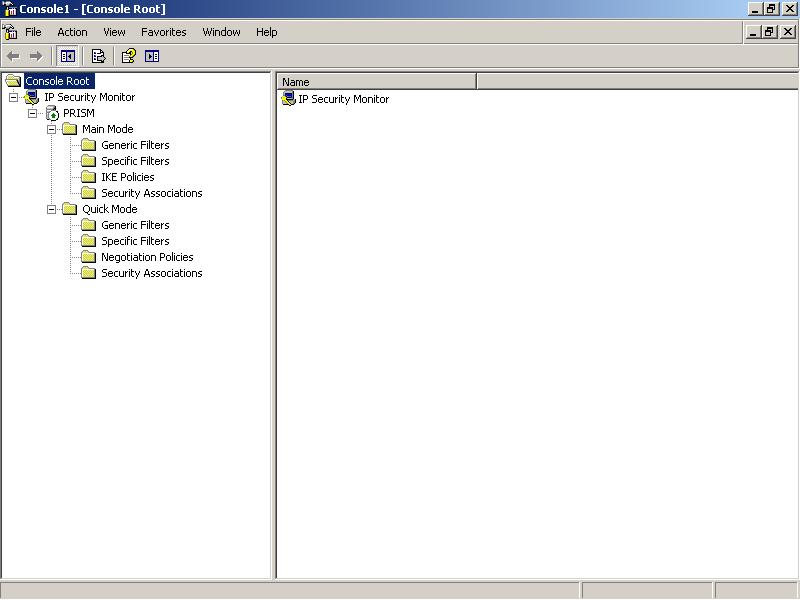 Console1 - [Console Root]
File Action View Favorites Window Help
Console Root
IP Security Monitor
PRISM
Main Mode
Generic Filters
Specific Filters
IKE Policies
Security Associations
Quick Mode
Generic Filters
Specific Filters
Negotiation Policies
Security Associations
Name
IP Security Monitor